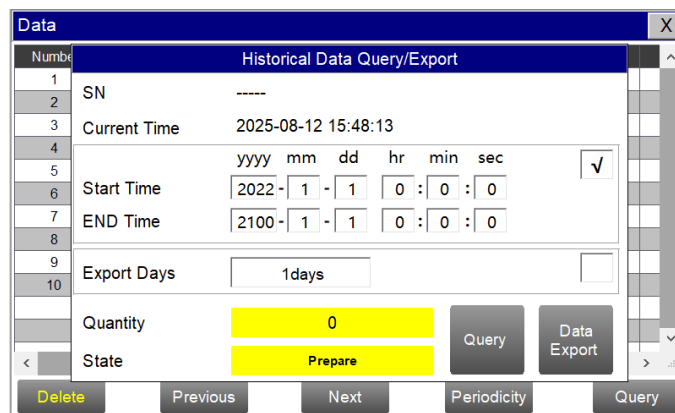 Data X
Numbe
Historical Data Query/Export
1
SN -----
2
3
Current Time 2025-08-12 15:48:13
4
yyyy mm dd hr min sec √
5
Start Time 2022 - 1 - 1 0 : 0 : 0
6
7
END Time 2100 - 1 - 1 0 : 0 : 0
8
9
Export Days 1days
10
Quantity 0
Query
Data
Export
State Prepare
Delete Previous Next Periodicity Query